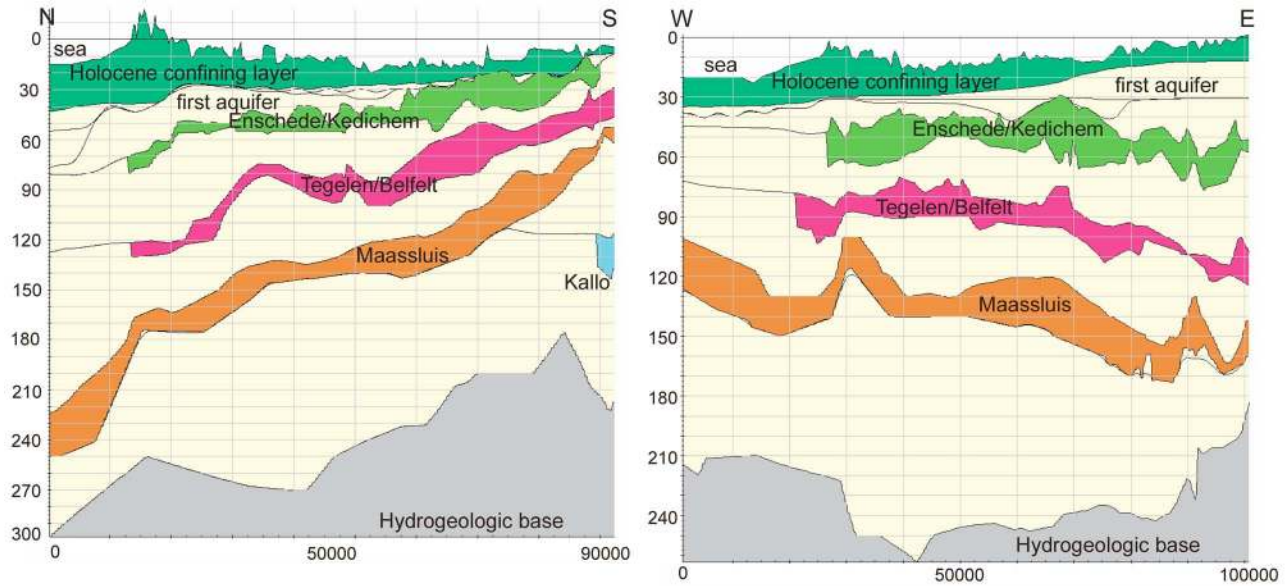 N S
0
sea
Holocene confining layer
30
first aquifer
Enschede/Kedichem
60
90
Tegelen/Belfelt
120
Maassluis
Kallo
150
180
210
240
270
Hydrogeologic base
300
0 50000 90000
W E
0
sea
Holocene confining layer
first aquifer
30
Enschede/Kedichem
60
90
Tegelen/Belfelt
120
Maassluis
150
180
210
240
Hydrogeologic base
0 50000 100000